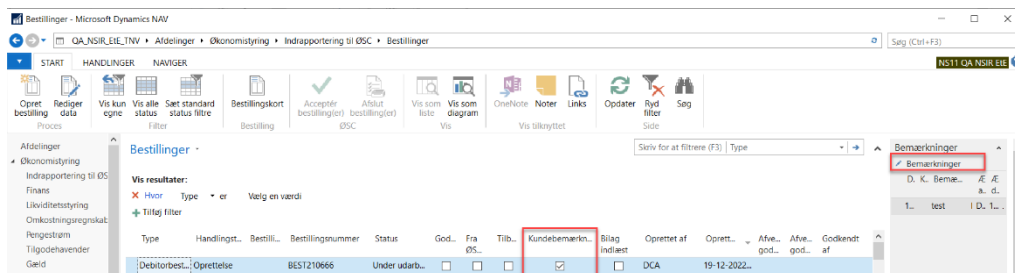 Bestillinger - Microsoft Dynamics NAV
QA_NSIR_EtE_TNV ▸ Afdelinger ▸ Økonomistyring ▸ Indrapportering til ØSC ▸ Bestillinger
Søg (Ctrl+F3)
START HANDLINGER NAVIGER
NS11 QA NSIR EtE
Opret bestilling
Rediger data
Vis kun egne
Vis alle status
Sæt standard status filtre
Bestillingskort
Acceptér bestilling(er)
Afslut bestilling(er)
Vis som liste
Vis som diagram
OneNote
Noter
Links
Opdater
Ryd filter
Søg
Proces Filter Bestilling ØSC Vis Vis tilknyttet Side
Afdelinger
Økonomistyring
Indrapportering til ØS
Finans
Likviditetsstyring
Omkostningsregnskab
Pengestrøm
Tilgodehavender
Gæld
Bestillinger
Skriv for at filtrere (F3) Type
Vis resultater:
Hvor Type er Vælg en værdi
Tilføj filter
Type Handlingst... Bestilli... Bestillingsnummer Status God... Fra ØS... Tilb... Kundebemærkn... Bilag indlæst Oprettet af Oprett... Afve... god... Afve... god... Godkendt af
Debitorbest... Oprettelse BEST210666 Under udarb... DCA 19-12-2022...
Bemærkninger
Bemærkninger
D. K.. Bemæ... Æ a.. Æ d..
1... test I D.. 1... .